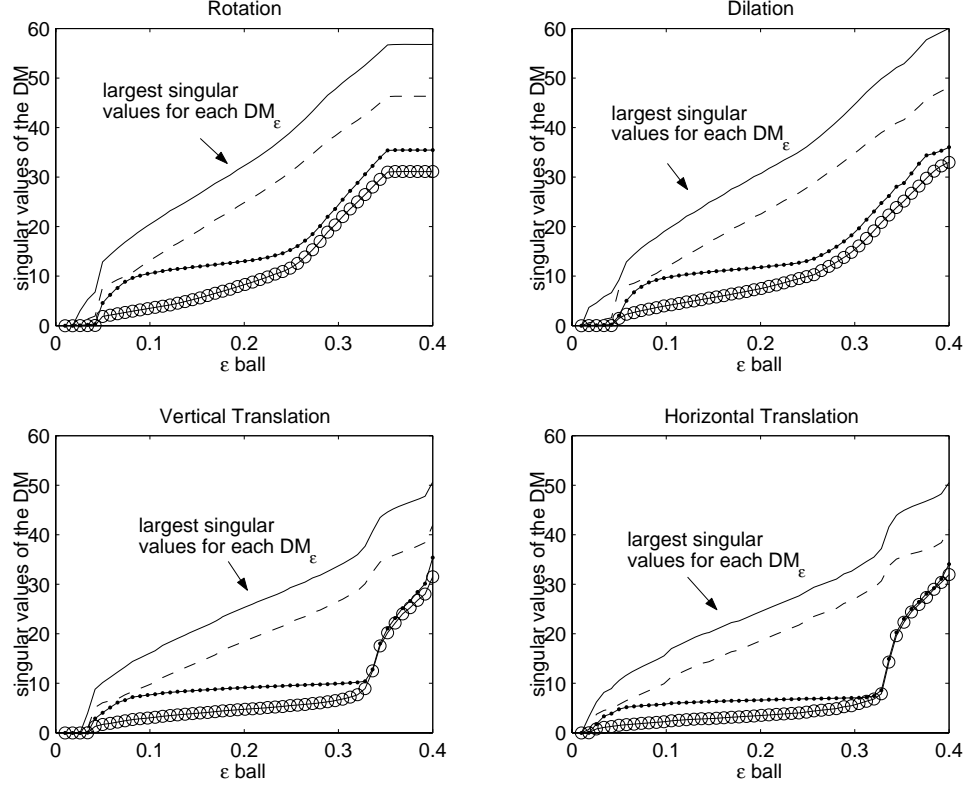 Rotation
60
50
40
30
20
10
0
singular values of the DM
largest singular
values for each DM_ε
0
0.1
0.2
0.3
0.4
ε ball
Dilation
60
50
40
30
20
10
0
singular values of the DM
largest singular
values for each DM_ε
0
0.1
0.2
0.3
0.4
ε ball
Vertical Translation
60
50
40
30
20
10
0
singular values of the DM
largest singular
values for each DM_ε
0
0.1
0.2
0.3
0.4
ε ball
Horizontal Translation
60
50
40
30
20
10
0
singular values of the DM
largest singular
values for each DM_ε
0
0.1
0.2
0.3
0.4
ε ball